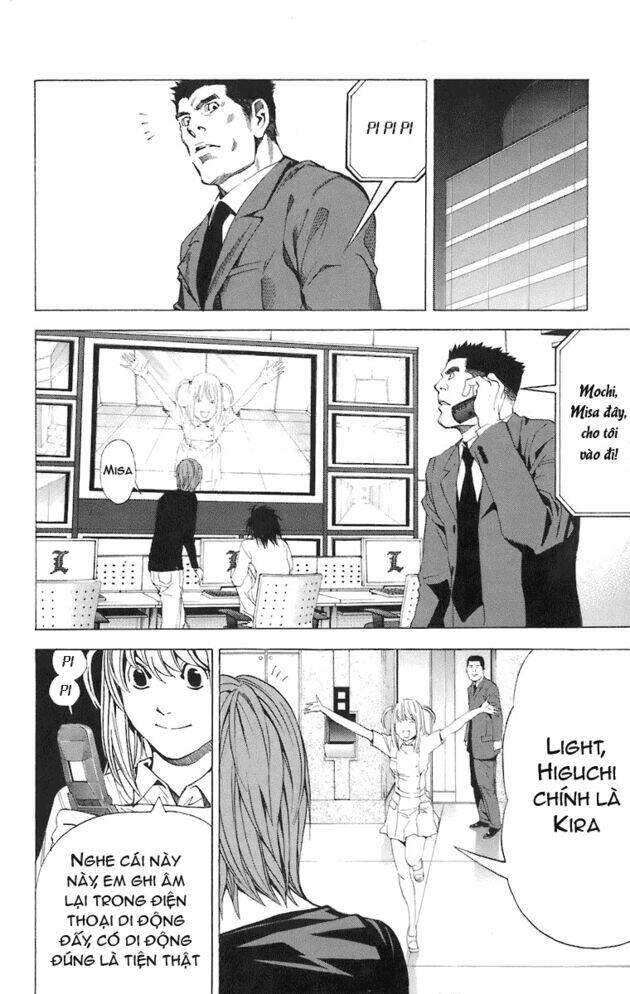 PI PI PI
Mochi,
Misa đây,
cho tôi
vào đi!
MISA
L
L
LIGHT,
HIGUCHI
CHÍNH LÀ
KIRA
PI
PI
NGHE CÁI NÀY
NÀY, EM GHI ÂM
LẠI TRONG ĐIỆN
THOẠI DI ĐỘNG
ĐẤY, CÓ DI ĐỘNG
ĐÚNG LÀ TIỆN THẬT